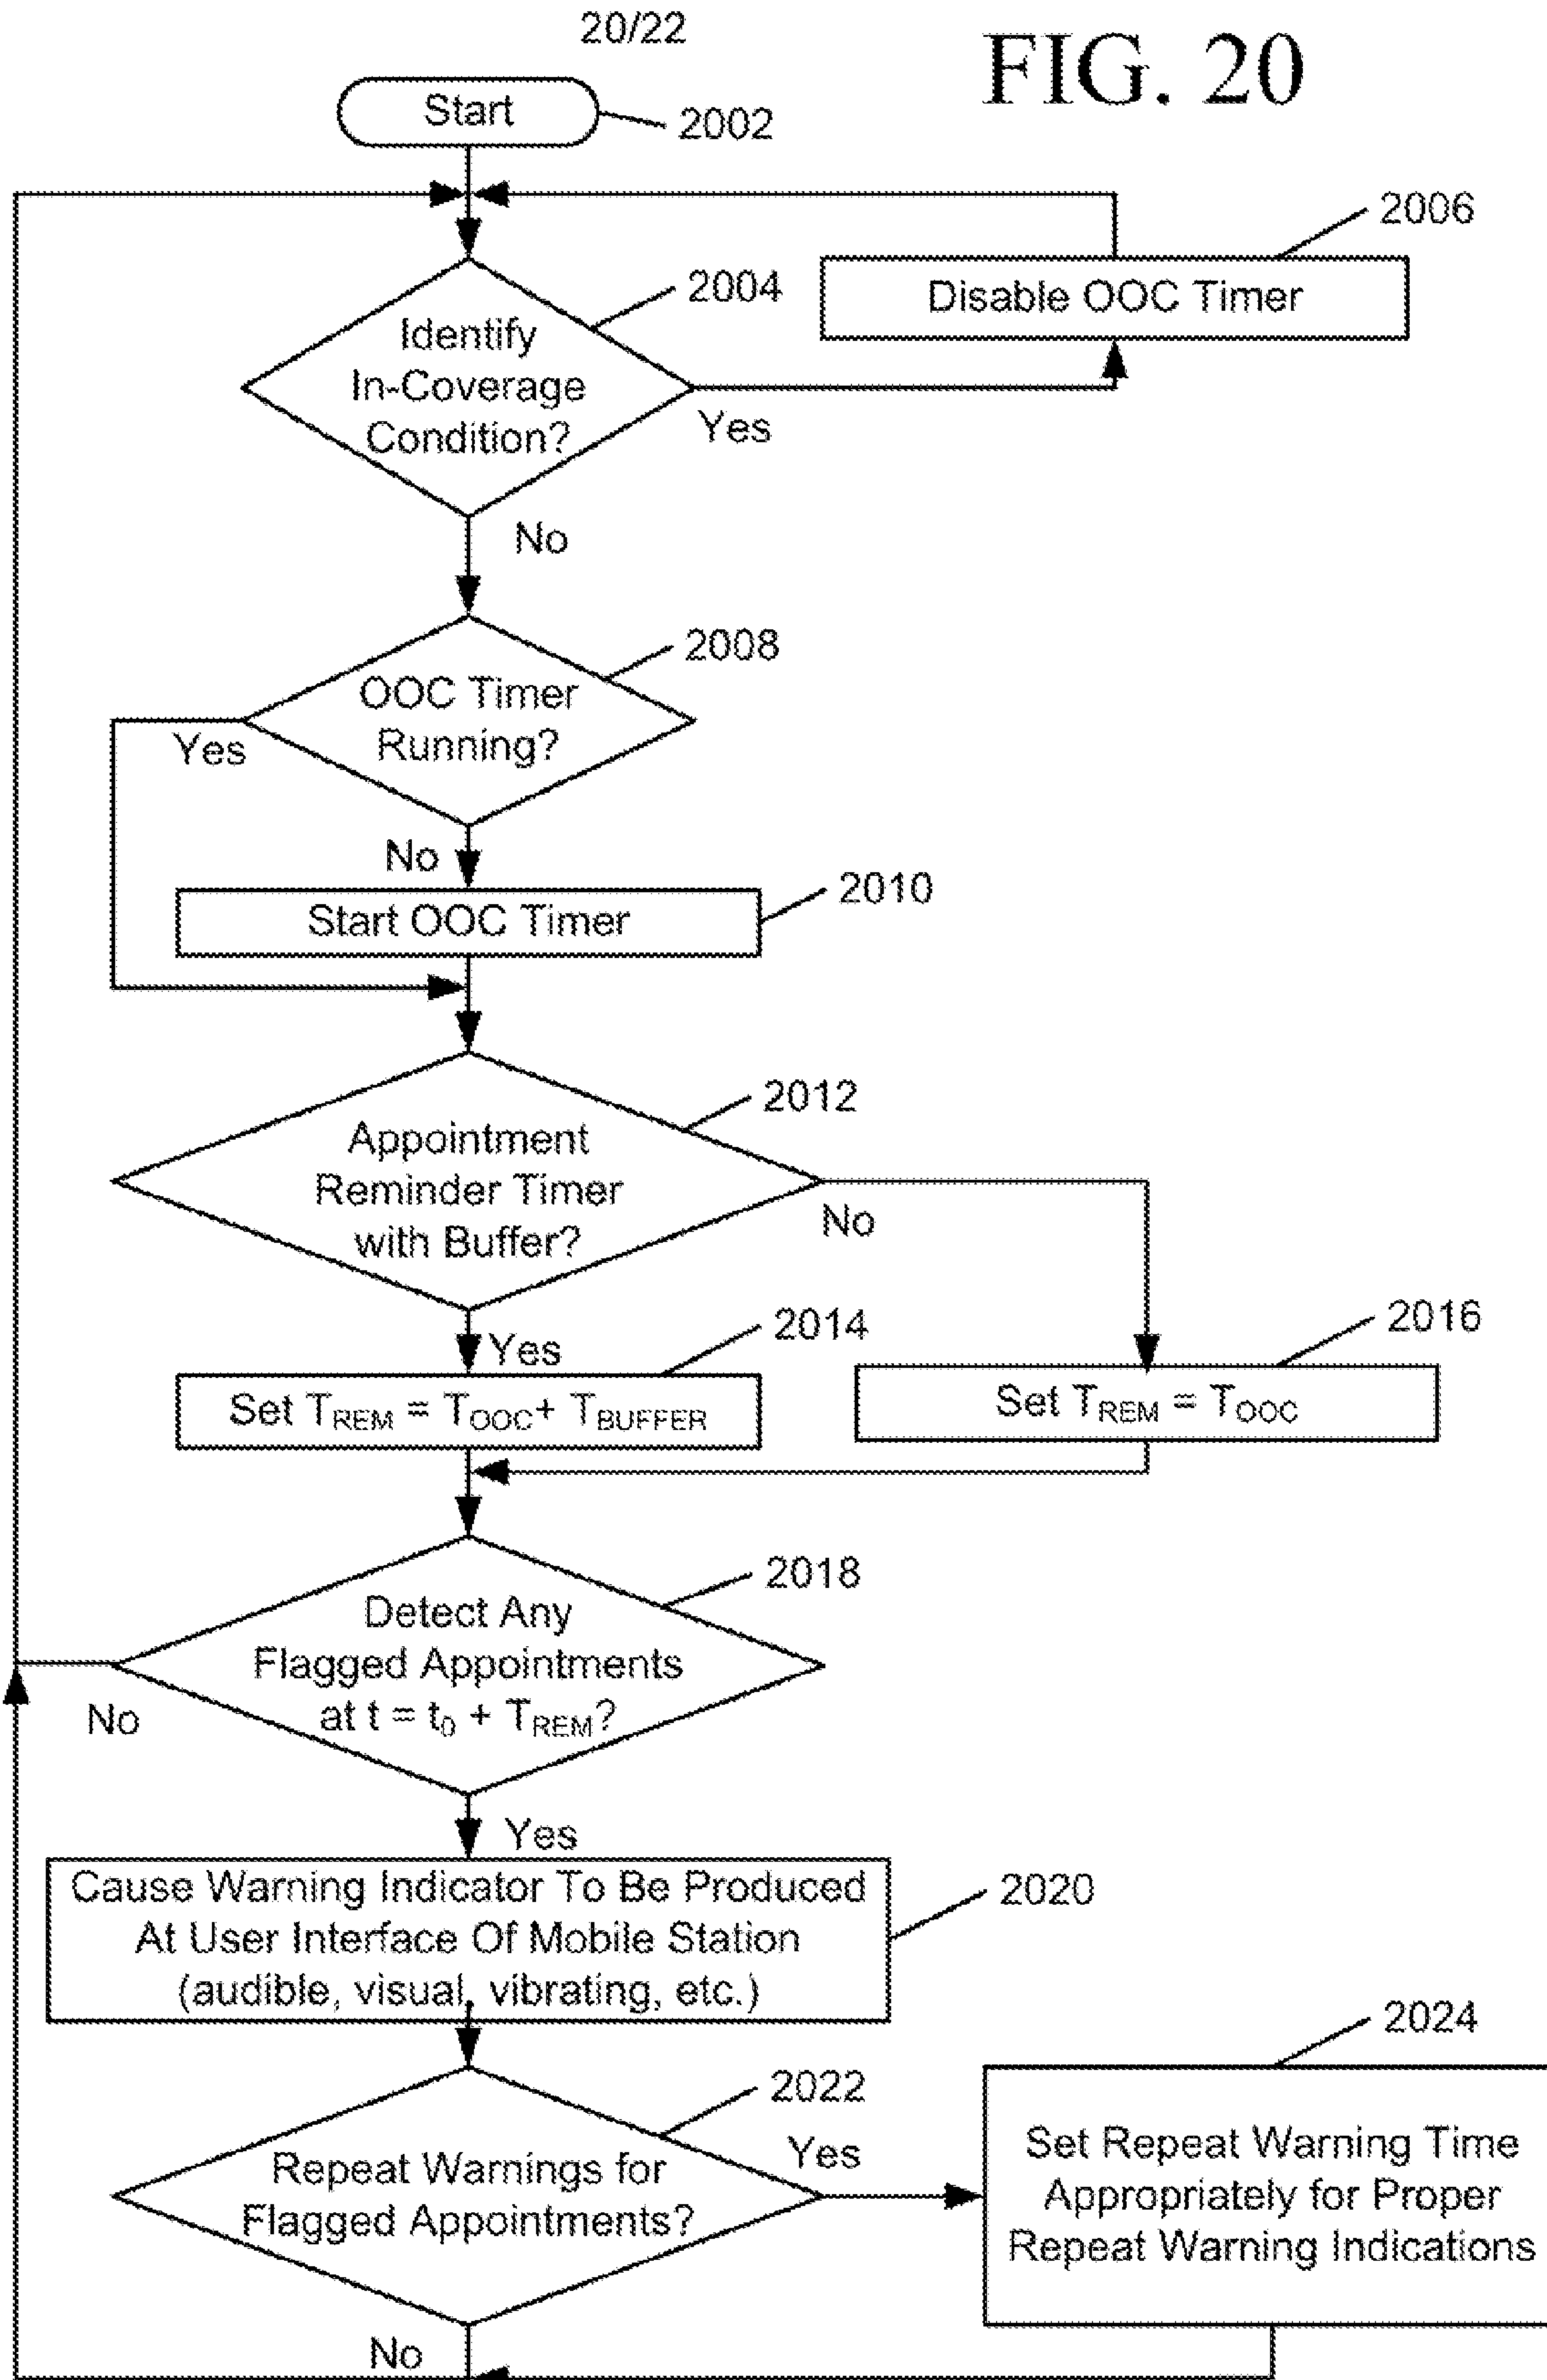 20/22
FIG. 20
Start
2002
2006
Disable OOC Timer
2004
Identify
In-Coverage
Condition?
Yes
No
2008
OOC Timer
Running?
Yes
No
2010
Start OOC Timer
2012
Appointment
Reminder Timer
with Buffer?
No
Yes
2014
Set TREM = TOOC+ TBUFFER
2016
Set TREM = TOOC
2018
Detect Any
Flagged Appointments
at t = t0 + TREM?
No
Yes
2020
Cause Warning Indicator To Be Produced
At User Interface Of Mobile Station
(audible, visual, vibrating, etc.)
2022
Repeat Warnings for
Flagged Appointments?
Yes
No
2024
Set Repeat Warning Time
Appropriately for Proper
Repeat Warning Indications